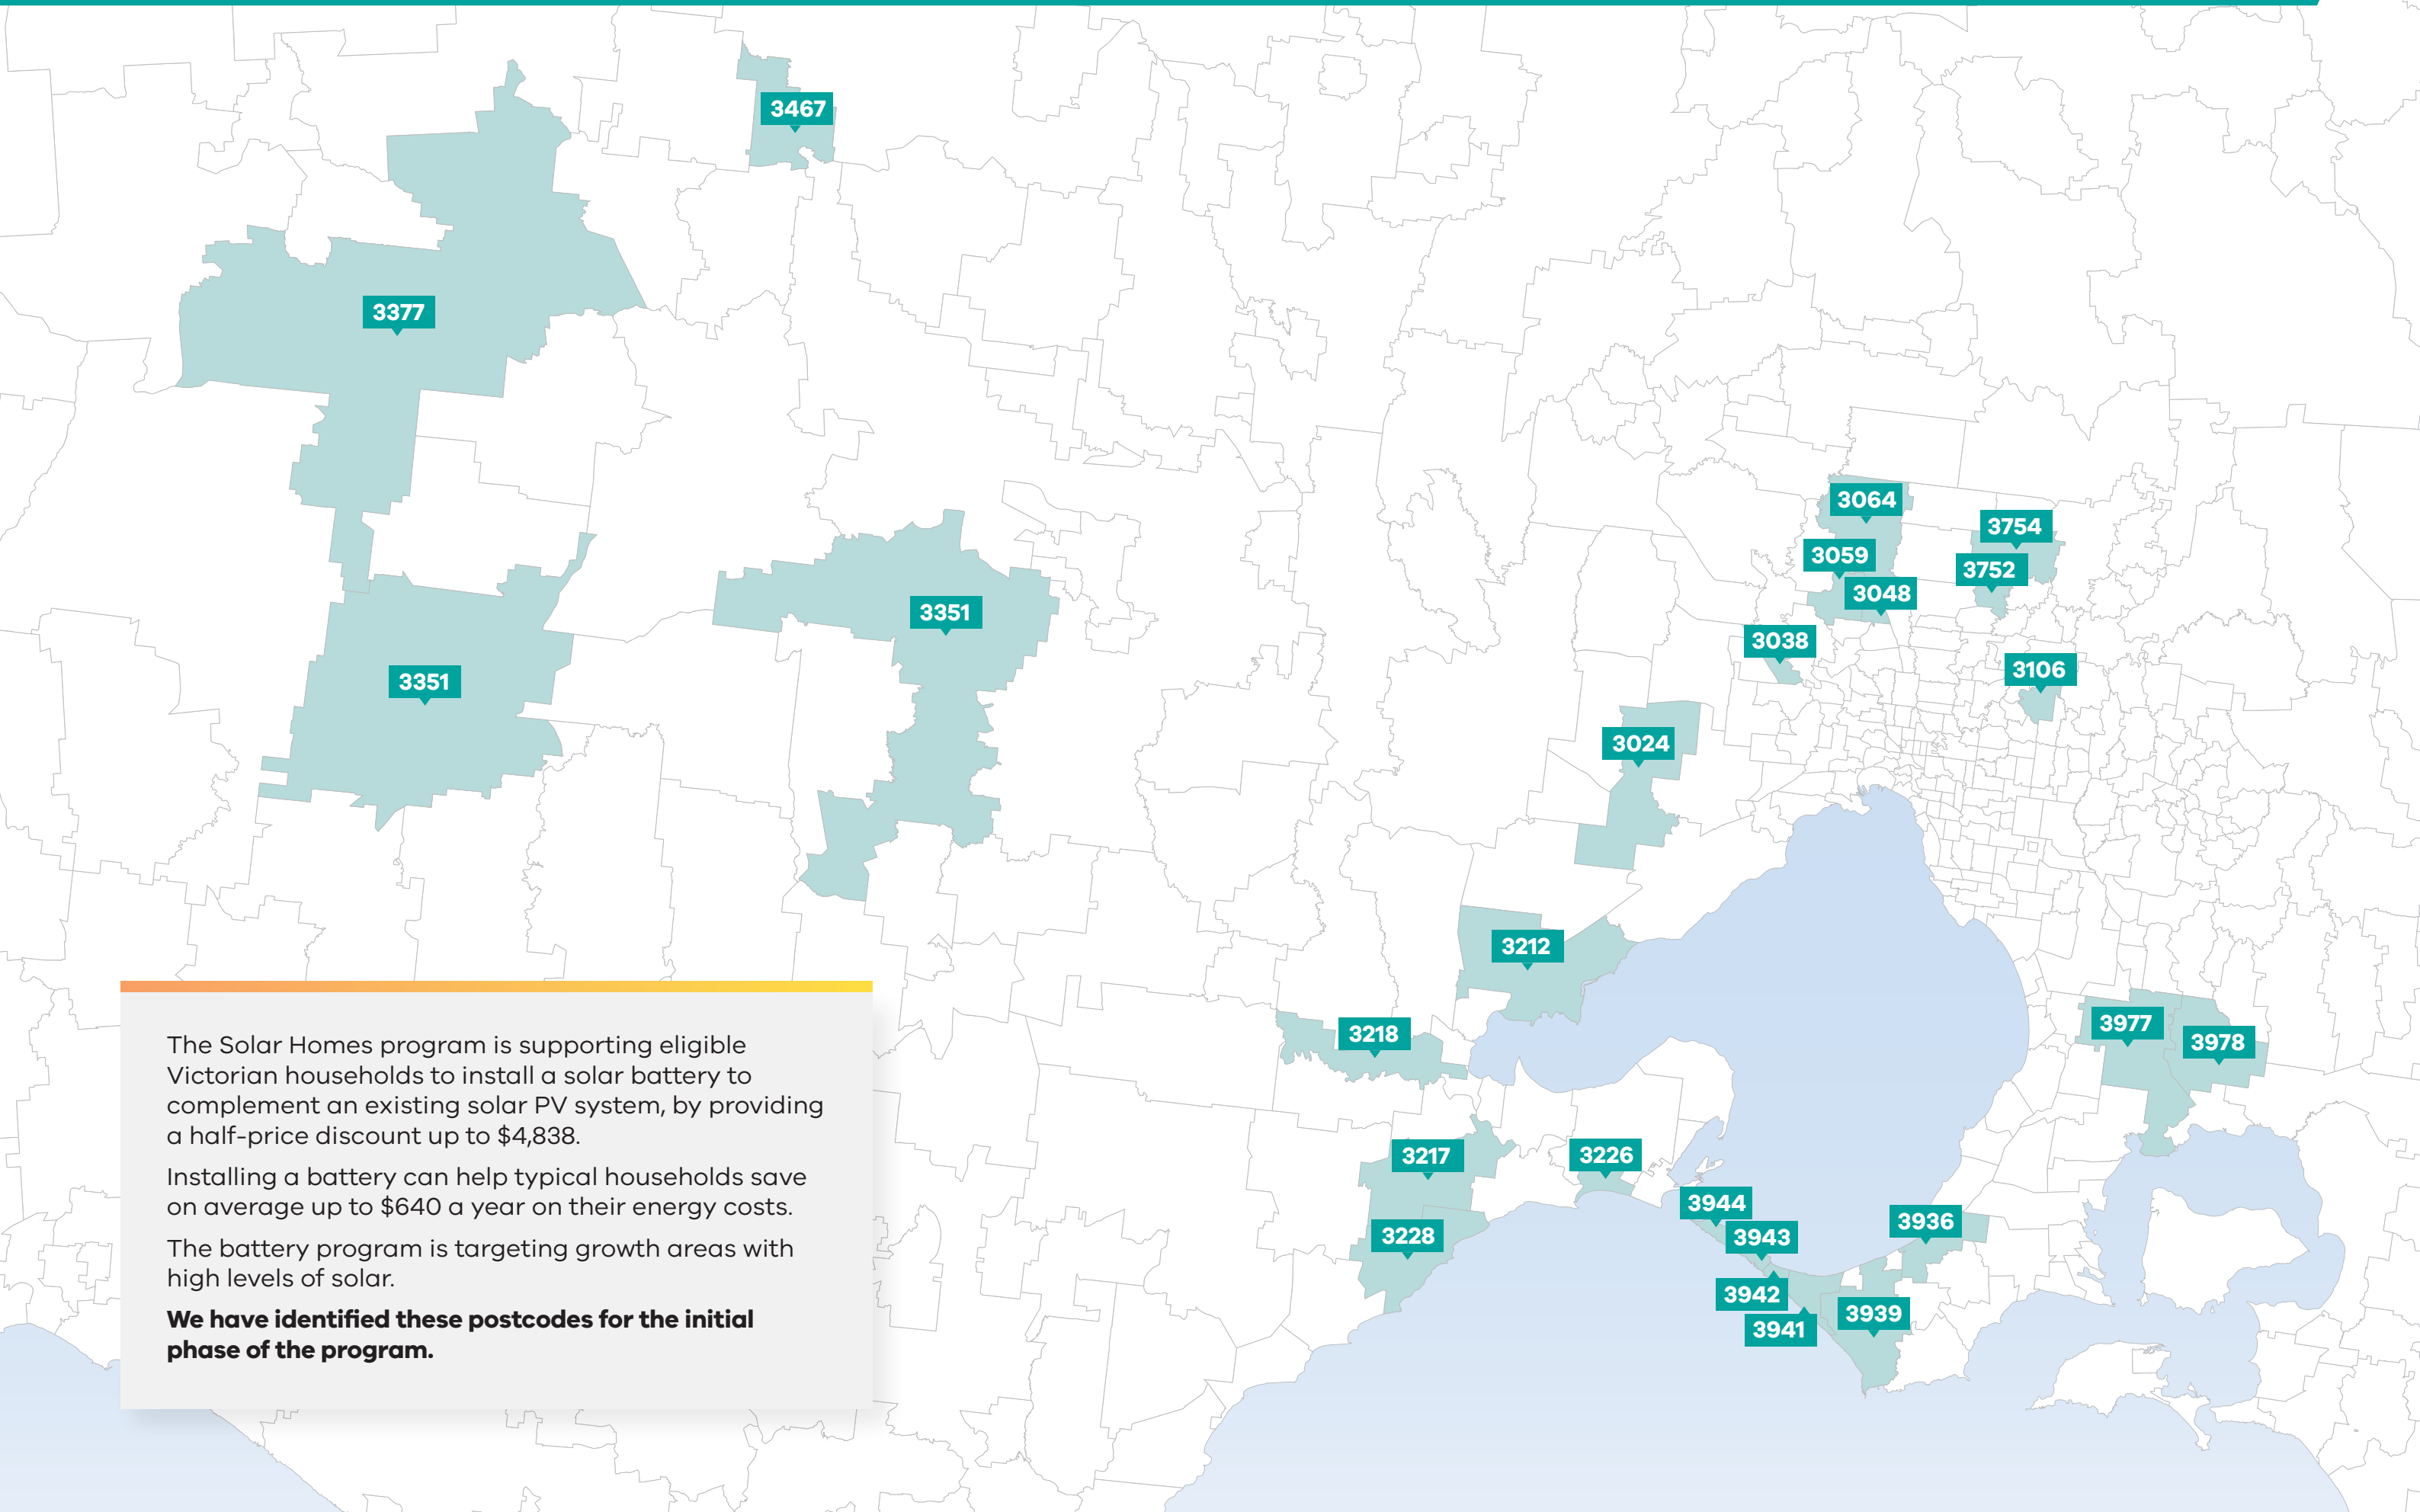 3467
3377
3064
3754
3059
3752
3048
3351
3038
3106
3351
3024
3212
3977
3218
3978
3217
3226
3944
3936
3228
3943
3942
3939
3941
The Solar Homes program is supporting eligible
Victorian households to install a solar battery to
complement an existing solar PV system, by providing
a half-price discount up to $4,838.
Installing a battery can help typical households save
on average up to $640 a year on their energy costs.
The battery program is targeting growth areas with
high levels of solar.
We have identified these postcodes for the initial
phase of the program.